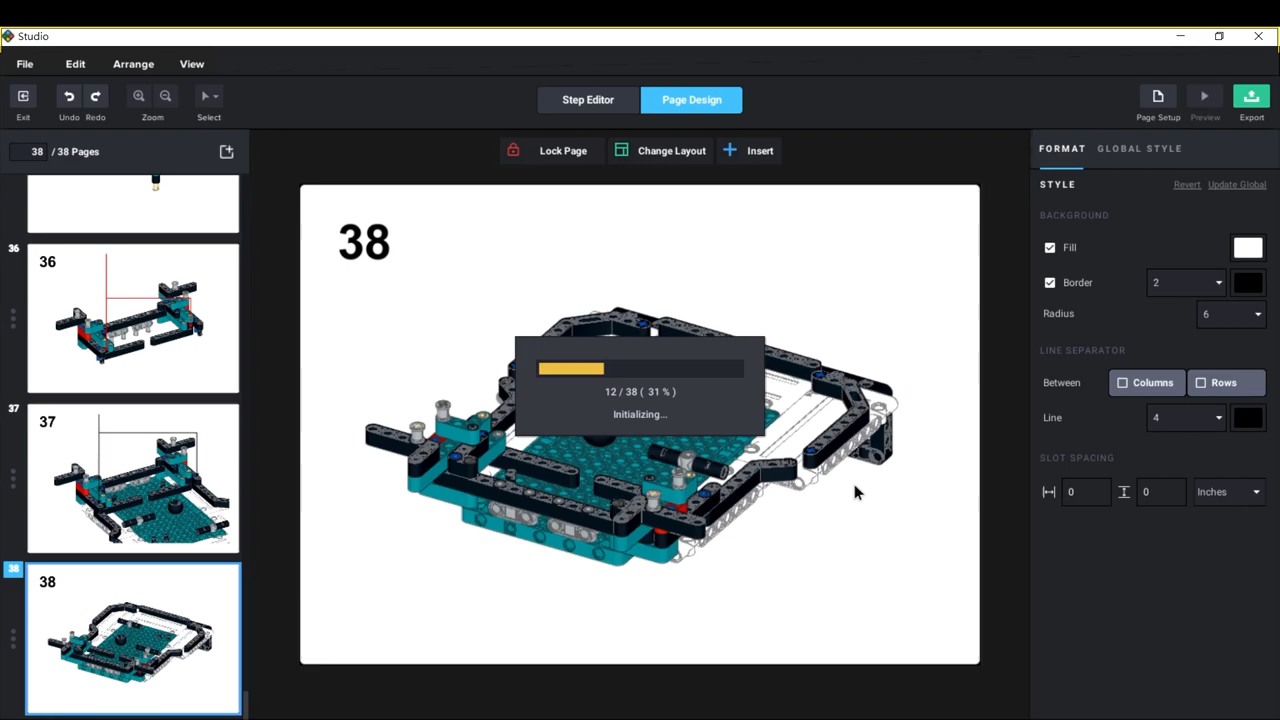 Studio
File Edit Arrange View
Exit Undo Redo Zoom Select
Step Editor Page Design
Page Setup Preview Export
38 / 38 Pages
Lock Page Change Layout Insert
FORMAT GLOBAL STYLE
STYLE Revert Update Global
BACKGROUND
Fill
Border 2
Radius 6
LINE SEPARATOR
Between Columns Rows
Line 4
SLOT SPACING
0 0 Inches
36
36
37
37
38
38
38
12 / 38 ( 31 % )
Initializing...